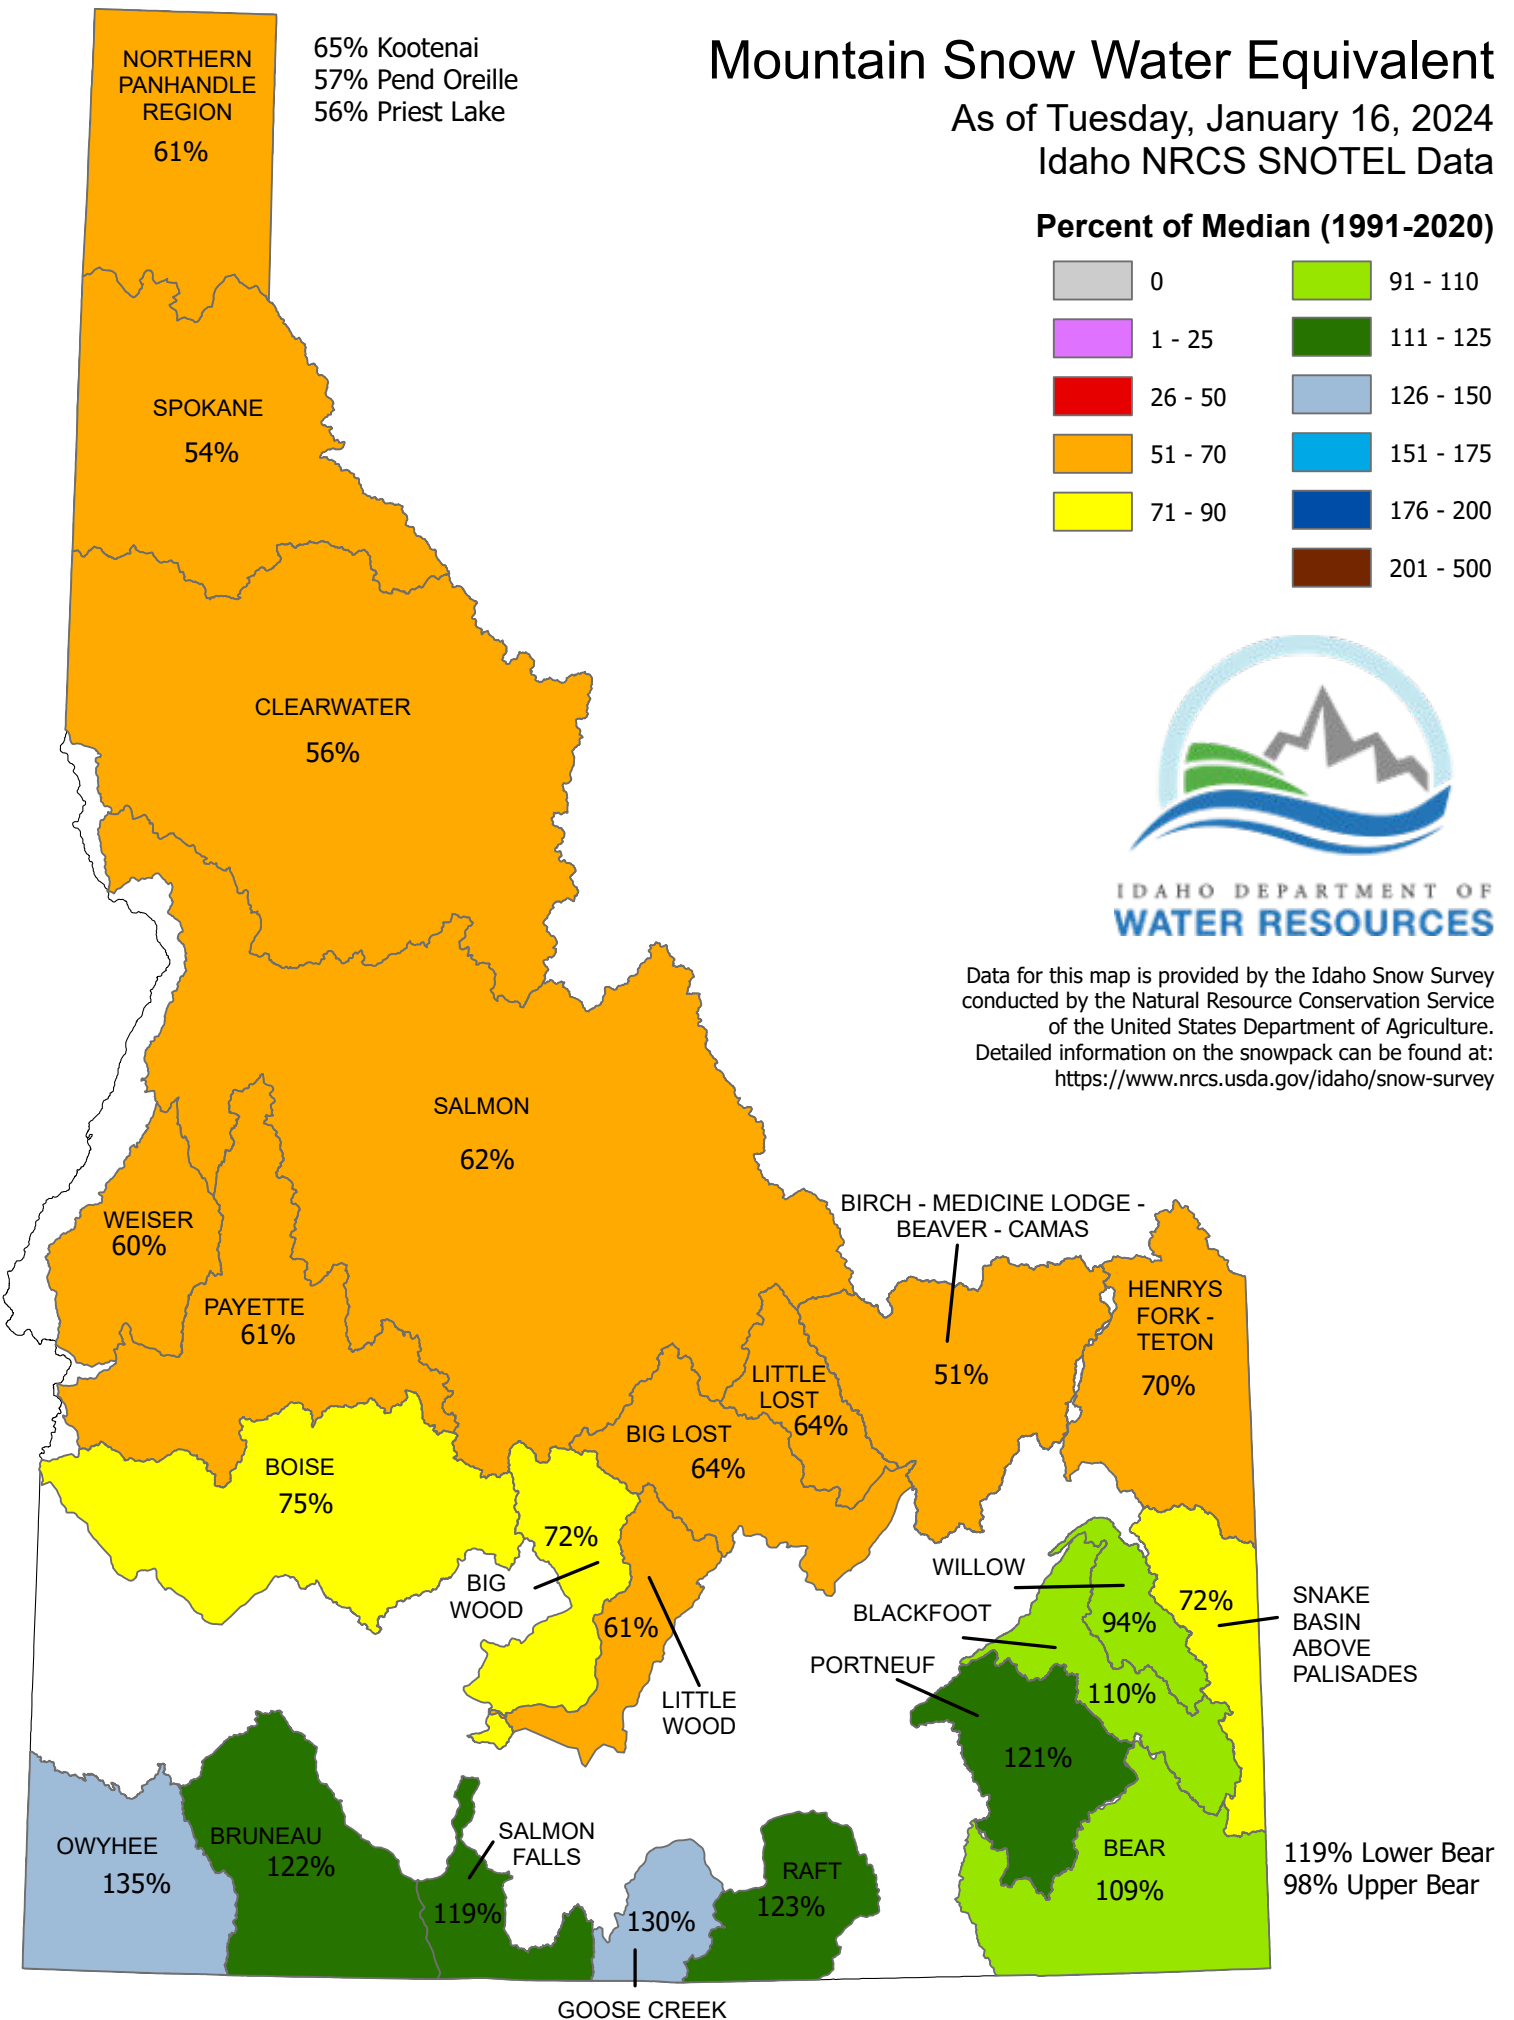 Mountain Snow Water Equivalent
As of Tuesday, January 16, 2024
Idaho NRCS SNOTEL Data
Percent of Median (1991-2020)
0
1 - 25
26 - 50
51 - 70
71 - 90
91 - 110
111 - 125
126 - 150
151 - 175
176 - 200
201 - 500
IDAHO DEPARTMENT OF
WATER RESOURCES
Data for this map is provided by the Idaho Snow Survey
conducted by the Natural Resource Conservation Service
of the United States Department of Agriculture.
Detailed information on the snowpack can be found at:
https://www.nrcs.usda.gov/idaho/snow-survey
NORTHERN
PANHANDLE
REGION
61%
65% Kootenai
57% Pend Oreille
56% Priest Lake
SPOKANE
54%
CLEARWATER
56%
SALMON
62%
WEISER
60%
PAYETTE
61%
BIRCH - MEDICINE LODGE -
BEAVER - CAMAS
51%
HENRYS
FORK -
TETON
70%
LITTLE
LOST
64%
BIG LOST
64%
BOISE
75%
72%
BIG
WOOD
61%
LITTLE
WOOD
WILLOW
94%
BLACKFOOT
110%
PORTNEUF
121%
72%
SNAKE
BASIN
ABOVE
PALISADES
OWYHEE
135%
BRUNEAU
122%
SALMON
FALLS
119%
130%
GOOSE CREEK
RAFT
123%
BEAR
109%
119% Lower Bear
98% Upper Bear